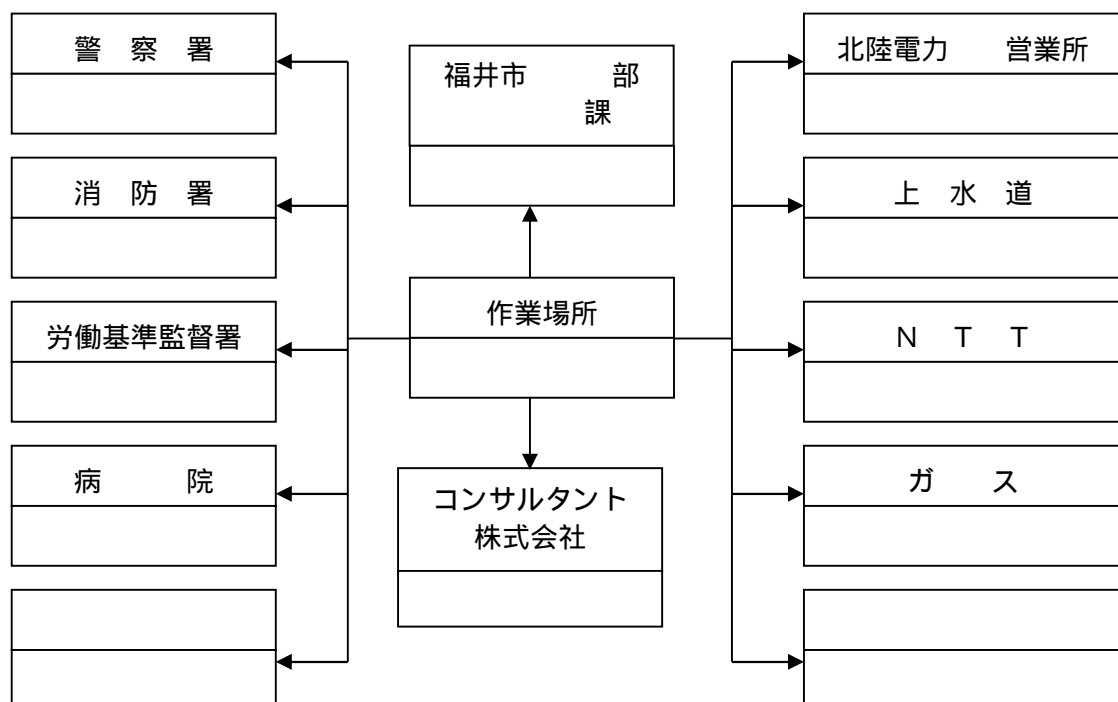 警　察　署
消　防　署
労働基準監督署
病　　　院
福井市　　　部
課
作業場所
コンサルタント
株式会社
北陸電力　　営業所
上　水　道
Ｎ　Ｔ　Ｔ
ガ　　ス